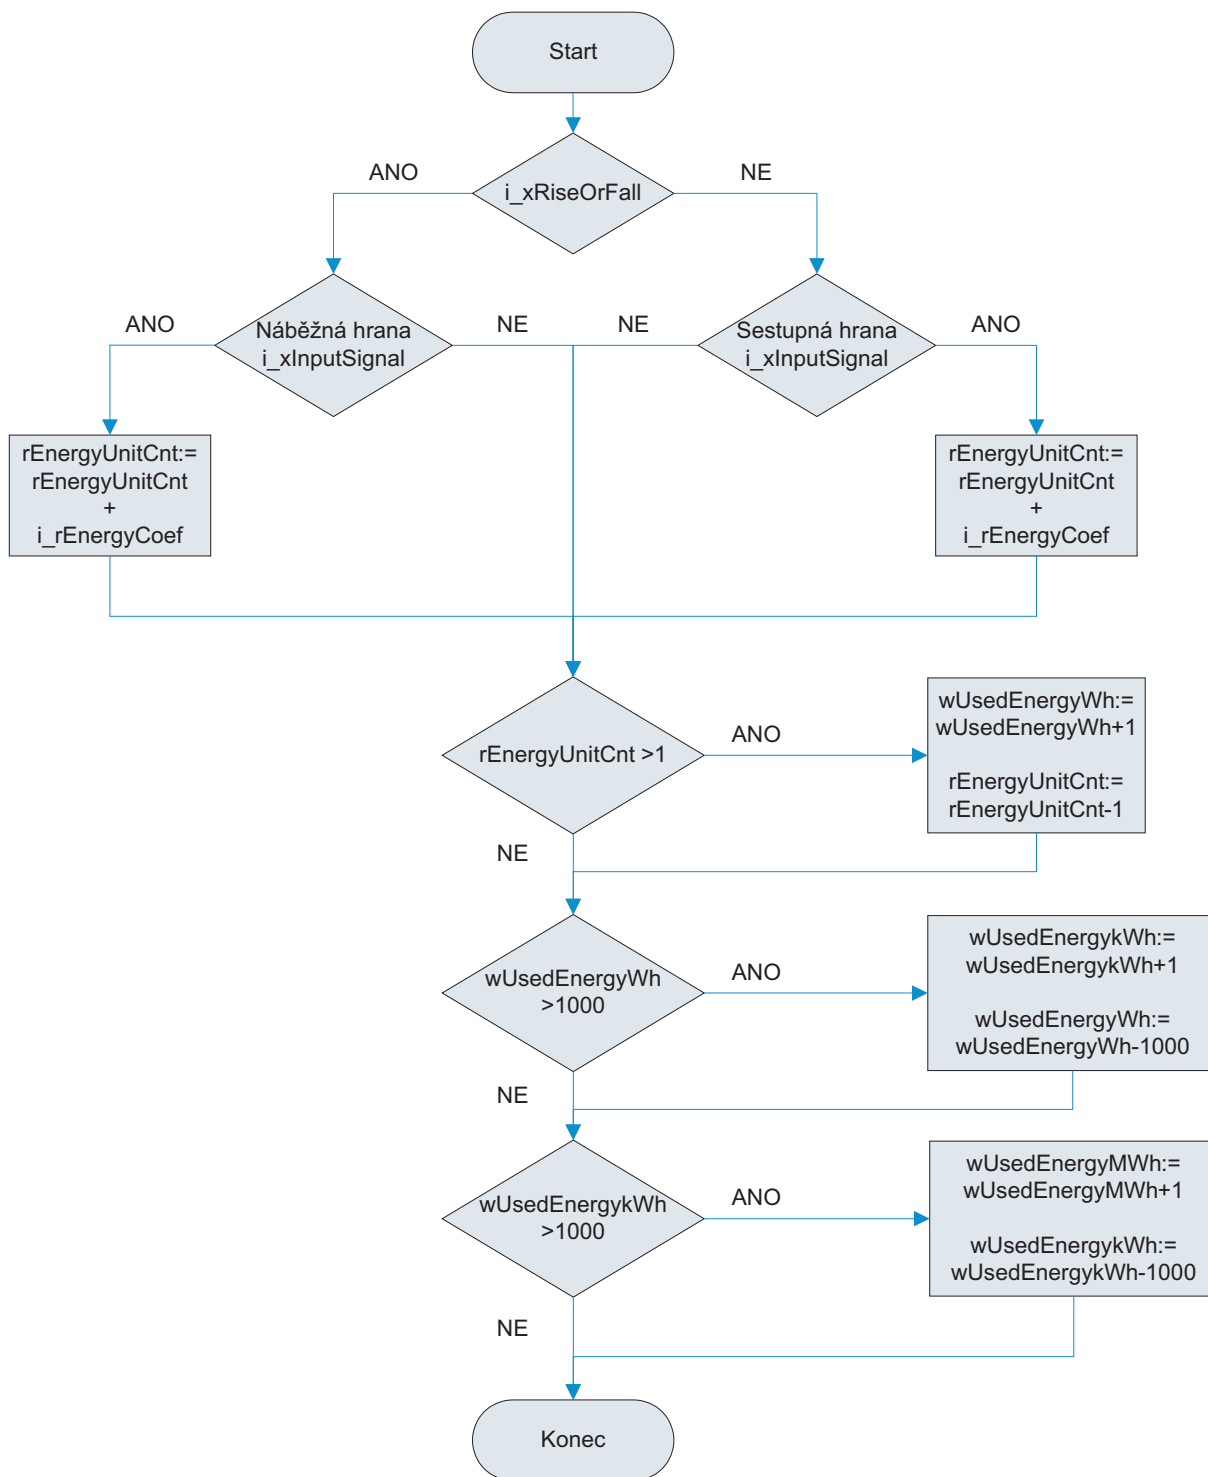 Start
i_xRiseOrFall
ANO
NE
Náběžná hrana
i_xInputSignal
ANO
NE
Sestupná hrana
i_xInputSignal
NE
ANO
rEnergyUnitCnt:=
rEnergyUnitCnt
+
i_rEnergyCoef
rEnergyUnitCnt:=
rEnergyUnitCnt
+
i_rEnergyCoef
rEnergyUnitCnt >1
ANO
wUsedEnergyWh:=
wUsedEnergyWh+1
rEnergyUnitCnt:=
rEnergyUnitCnt-1
NE
wUsedEnergyWh
>1000
ANO
wUsedEnergykWh:=
wUsedEnergykWh+1
wUsedEnergyWh:=
wUsedEnergyWh-1000
NE
wUsedEnergykWh
>1000
ANO
wUsedEnergyMWh:=
wUsedEnergyMWh+1
wUsedEnergykWh:=
wUsedEnergykWh-1000
NE
Konec